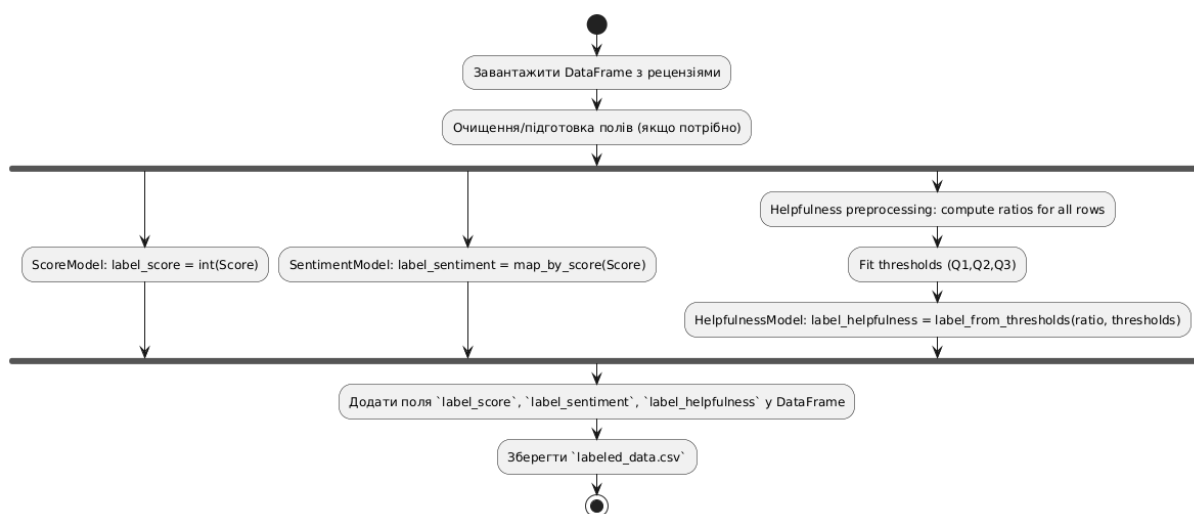 Завантажити DataFrame з рецензіями
Очищення/підготовка полів (якщо потрібно)
Helpfulness preprocessing: compute ratios for all rows
ScoreModel: label_score = int(Score)
SentimentModel: label_sentiment = map_by_score(Score)
Fit thresholds (Q1,Q2,Q3)
HelpfulnessModel: label_helpfulness = label_from_thresholds(ratio, thresholds)
Додати поля `label_score`, `label_sentiment`, `label_helpfulness` у DataFrame
Зберегти `labeled_data.csv`